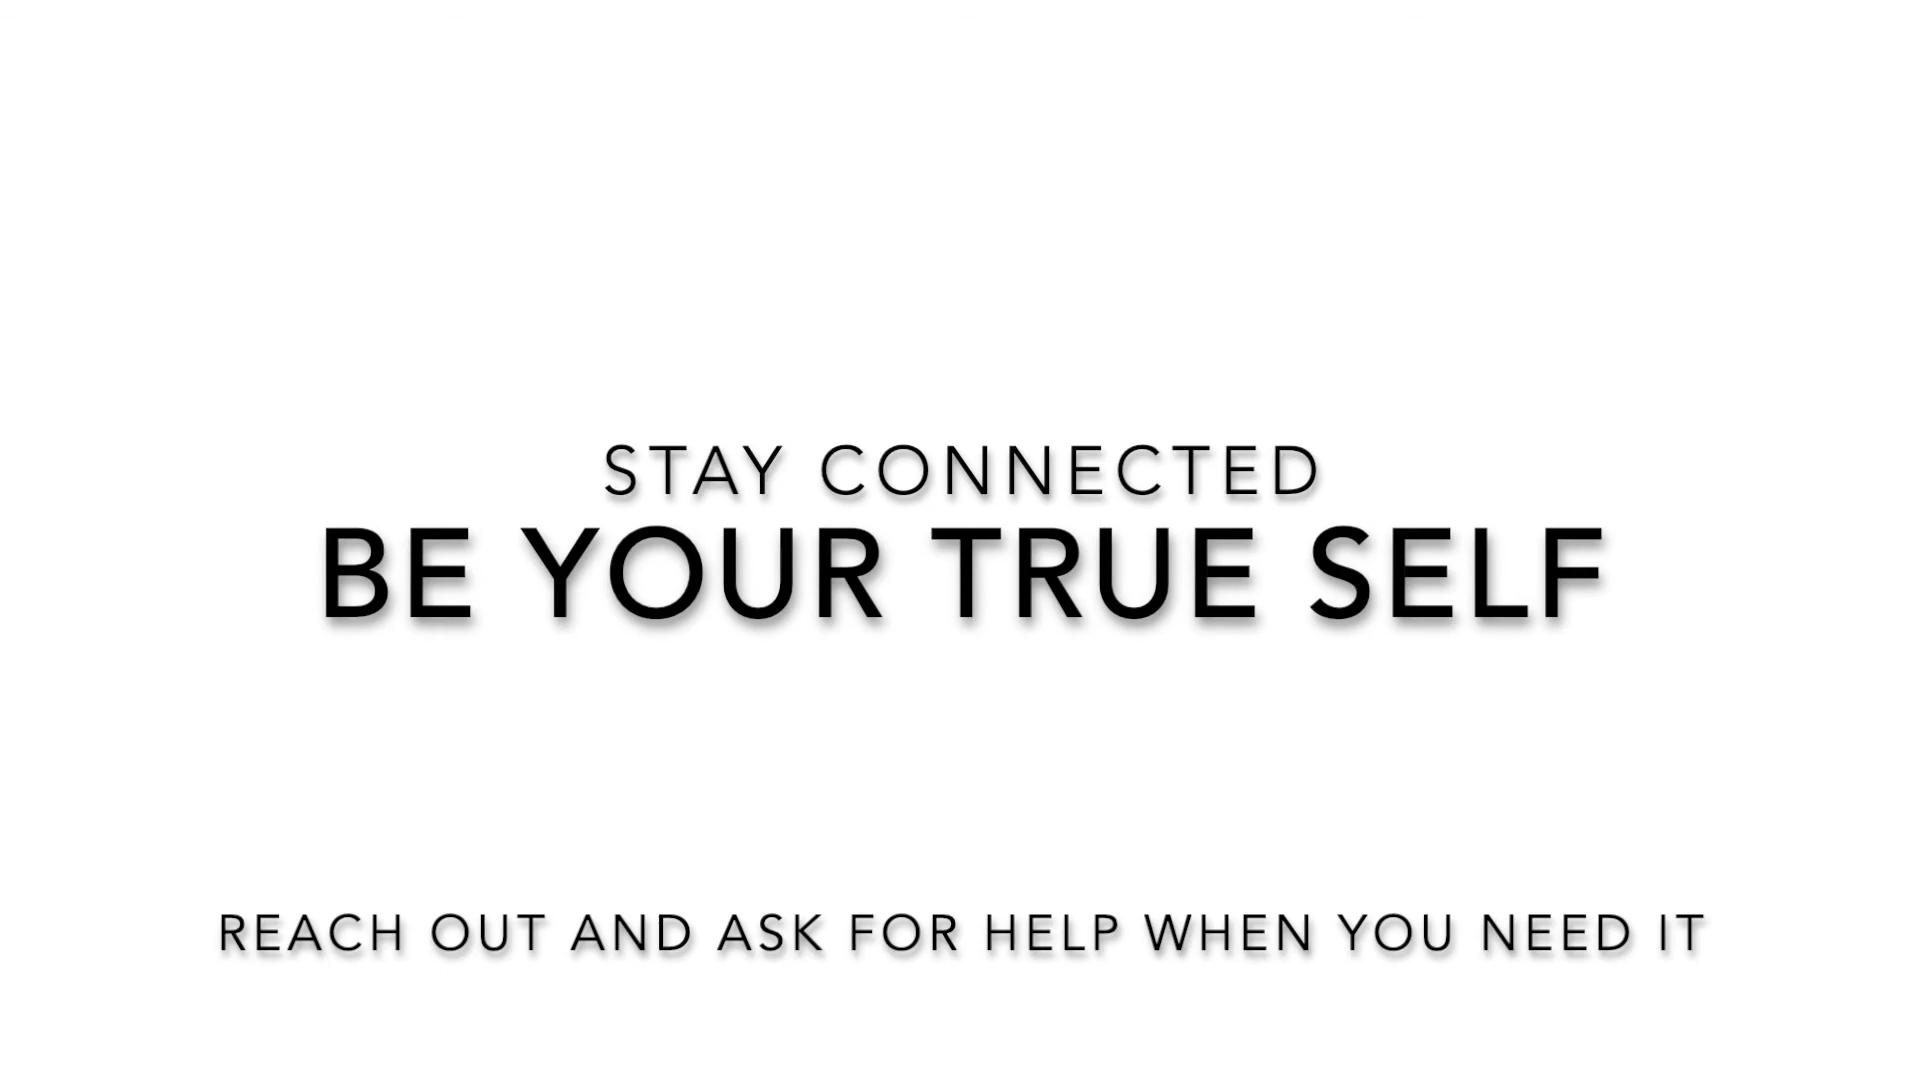 STAY CONNECTED
BE YOUR TRUE SELF
REACH OUT AND ASK FOR HELP WHEN YOU NEED IT